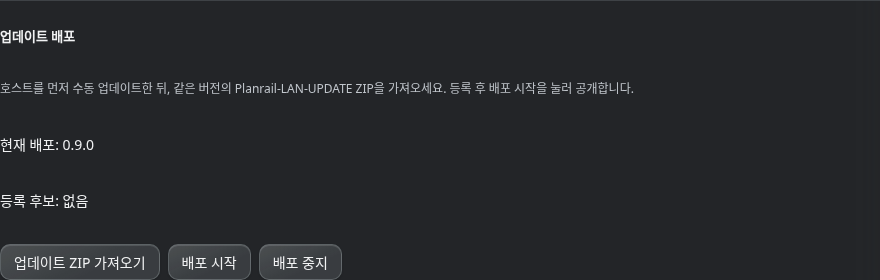 업데이트 배포
호스트를 먼저 수동 업데이트한 뒤, 같은 버전의 Planrail-LAN-UPDATE ZIP을 가져오세요. 등록 후 배포 시작을 눌러 공개합니다.
현재 배포: 0.9.0
등록 후보: 없음
업데이트 ZIP 가져오기 배포 시작 배포 중지